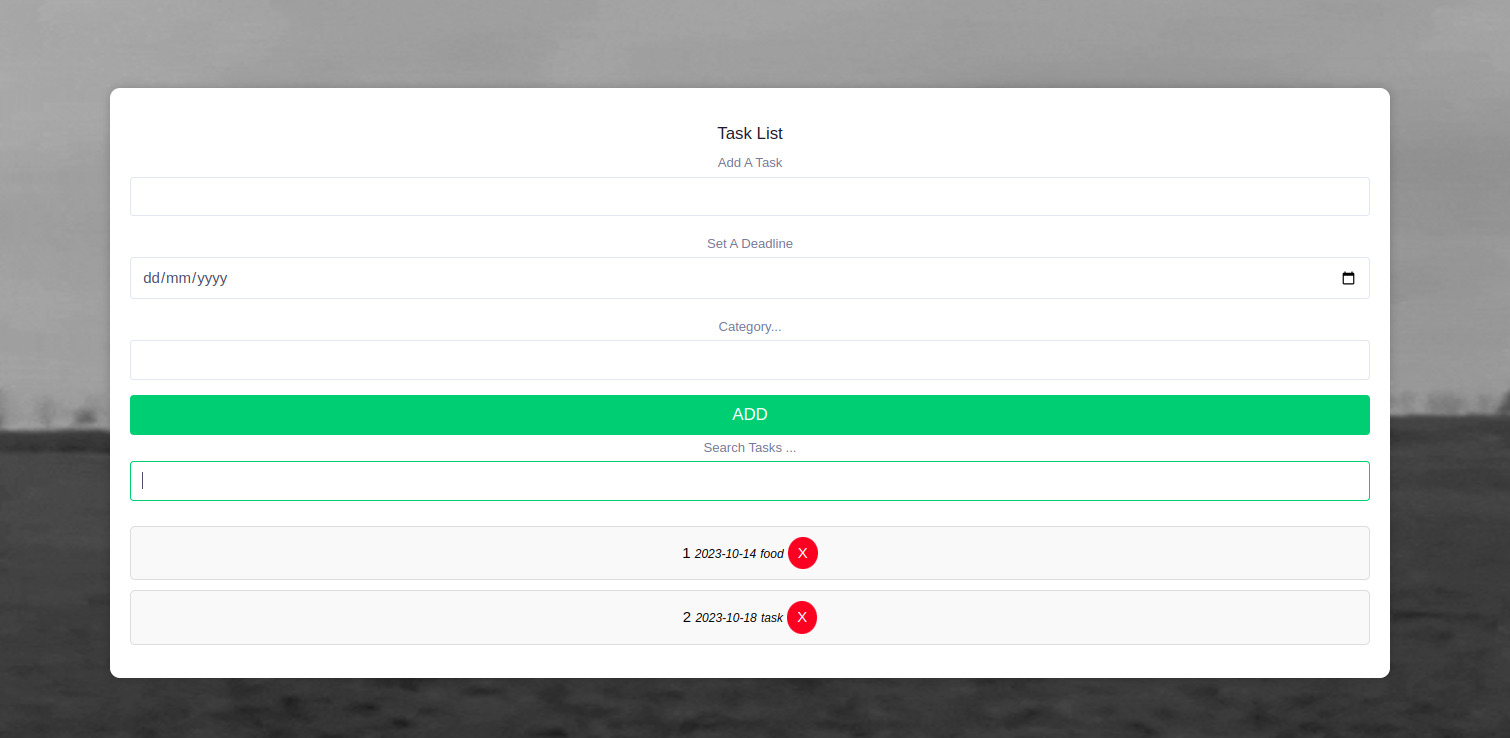 Task List
Add A Task
Set A Deadline
dd/mm/yyyy
Category...
ADD
Search Tasks ...
1 2023-10-14 food X
2 2023-10-18 task X